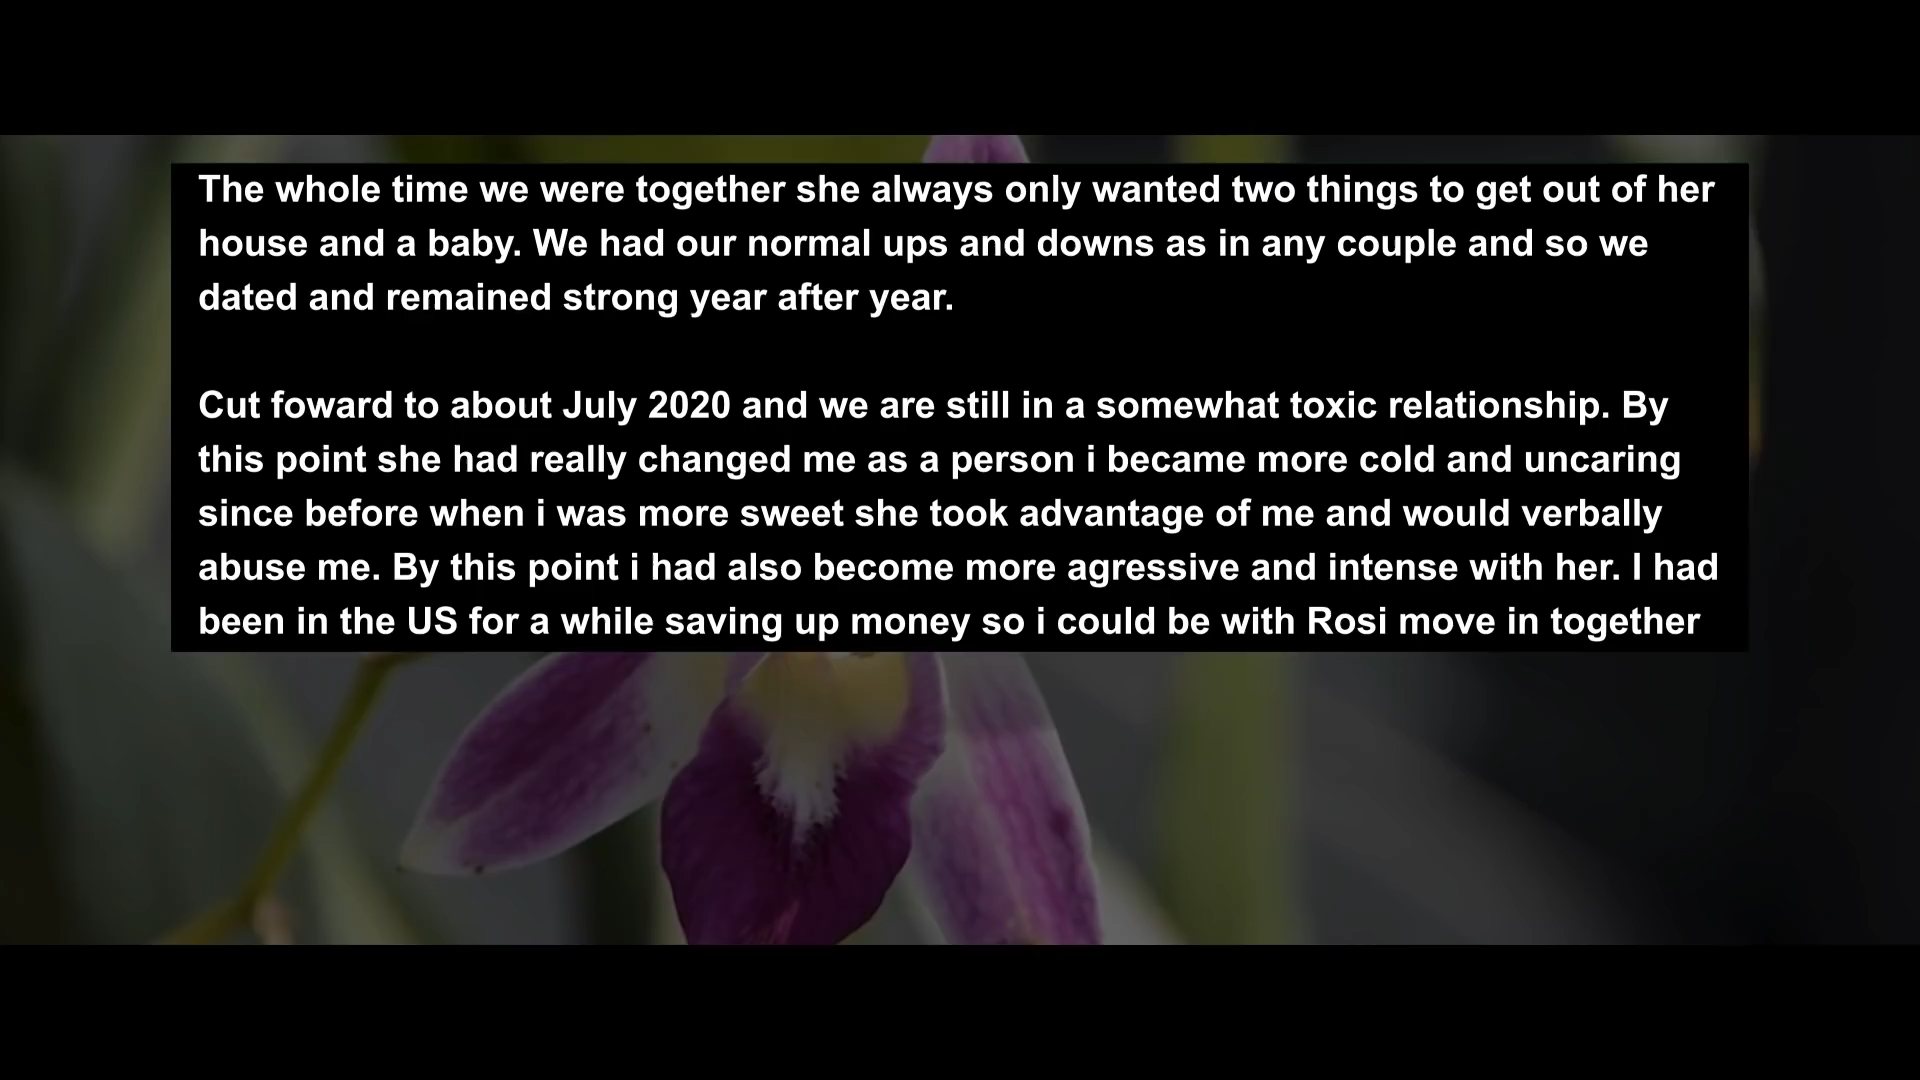 The whole time we were together she always only wanted two things to get out of her
house and a baby. We had our normal ups and downs as in any couple and so we
dated and remained strong year after year.
Cut foward to about July 2020 and we are still in a somewhat toxic relationship. By
this point she had really changed me as a person i became more cold and uncaring
since before when i was more sweet she took advantage of me and would verbally
abuse me. By this point i had also become more agressive and intense with her. I had
been in the US for a while saving up money so i could be with Rosi move in together